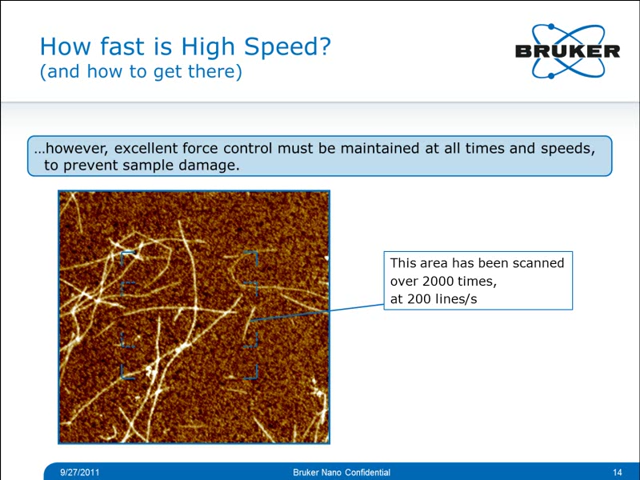 How fast is High Speed?
(and how to get there)
BRUKER
…however, excellent force control must be maintained at all times and speeds,
to prevent sample damage.
This area has been scanned
over 2000 times,
at 200 lines/s
9/27/2011
Bruker Nano Confidential
14